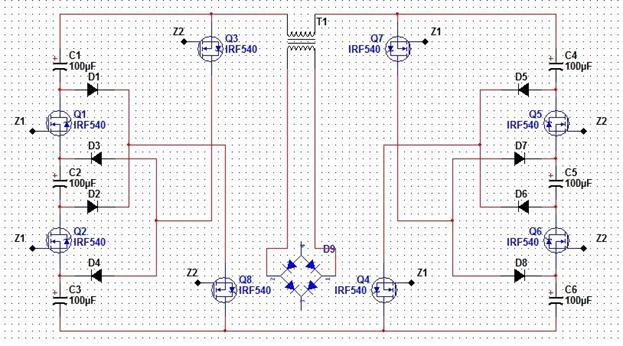 T1
Z2
Q3
IRF540
Q7
IRF540
Z1
C1
100µF
C4
100µF
D1
D5
Q1
IRF540
Z1
Q5
IRF540
Z2
D3
D7
C2
100µF
C5
100µF
D2
D6
Q2
IRF540
Z1
Q6
IRF540
Z2
D9
D4
D8
Z2
Q8
IRF540
Q4
IRF540
Z1
C3
100µF
C6
100µF